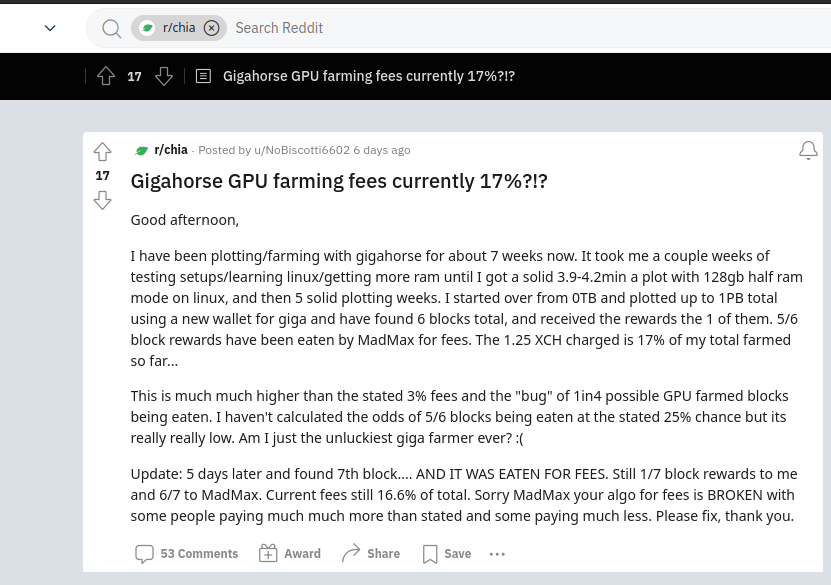 r/chia Search Reddit
17 Gigahorse GPU farming fees currently 17%?!?
r/chia · Posted by u/NoBiscotti6602 6 days ago
17
Gigahorse GPU farming fees currently 17%?!?
Good afternoon,
I have been plotting/farming with gigahorse for about 7 weeks now. It took me a couple weeks of
testing setups/learning linux/getting more ram until I got a solid 3.9-4.2min a plot with 128gb half ram
mode on linux, and then 5 solid plotting weeks. I started over from 0TB and plotted up to 1PB total
using a new wallet for giga and have found 6 blocks total, and received the rewards the 1 of them. 5/6
block rewards have been eaten by MadMax for fees. The 1.25 XCH charged is 17% of my total farmed
so far...
This is much much higher than the stated 3% fees and the "bug" of 1in4 possible GPU farmed blocks
being eaten. I haven't calculated the odds of 5/6 blocks being eaten at the stated 25% chance but its
really really low. Am I just the unluckiest giga farmer ever? :(
Update: 5 days later and found 7th block.... AND IT WAS EATEN FOR FEES. Still 1/7 block rewards to me
and 6/7 to MadMax. Current fees still 16.6% of total. Sorry MadMax your algo for fees is BROKEN with
some people paying much much more than stated and some paying much less. Please fix, thank you.
53 Comments Award Share Save